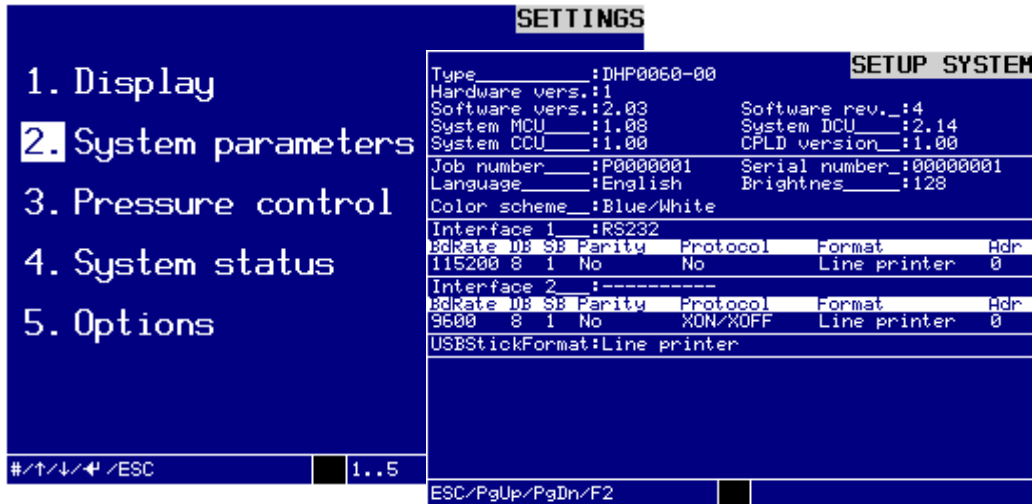 SETTINGS
1. Display
2. System parameters
3. Pressure control
4. System status
5. Options
#/↑/↓/↵ /ESC 1..5
SETUP SYSTEM
Type__________:DHP0060-00
Hardware vers.:1
Software vers.:2.03 Software rev._:4
System MCU____:1.08 System DCU____:2.14
System CCU____:1.00 CPLD version__:1.00
Job number____:P0000001 Serial number_:00000001
Language______:English Brightnes_____:128
Color scheme__:Blue/White
Interface 1___:RS232
BdRate DB SB Parity Protocol Format Adr
115200 8 1 No No Line printer 0
Interface 2___:----------
BdRate DB SB Parity Protocol Format Adr
9600 8 1 No XON/XOFF Line printer 0
USBStickFormat:Line printer
ESC/PgUp/PgDn/F2